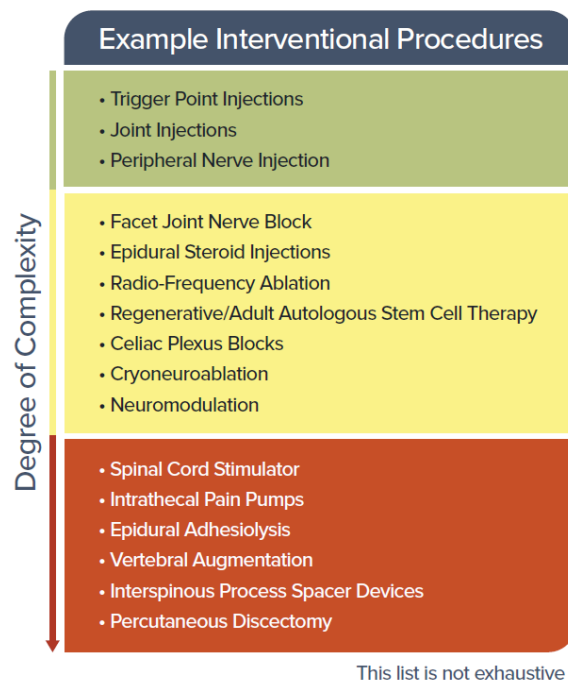 Example Interventional Procedures
• Trigger Point Injections
• Joint Injections
• Peripheral Nerve Injection
• Facet Joint Nerve Block
• Epidural Steroid Injections
• Radio-Frequency Ablation
• Regenerative/Adult Autologous Stem Cell Therapy
• Celiac Plexus Blocks
• Cryoneuroablation
• Neuromodulation
• Spinal Cord Stimulator
• Intrathecal Pain Pumps
• Epidural Adhesiolysis
• Vertebral Augmentation
• Interspinous Process Spacer Devices
• Percutaneous Discectomy
Degree of Complexity
This list is not exhaustive